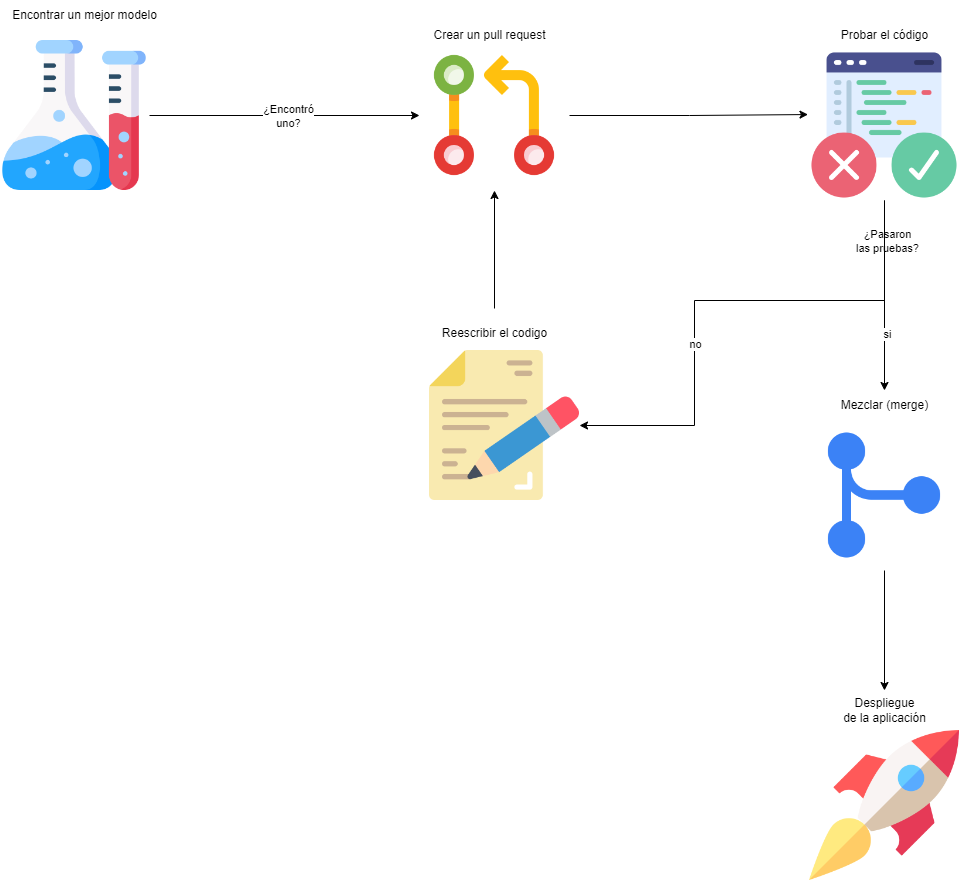 Encontrar un mejor modelo
¿Encontró
uno?
Crear un pull request
Probar el código
¿Pasaron
las pruebas?
no
si
Reescribir el codigo
Mezclar (merge)
Despliegue
de la aplicación